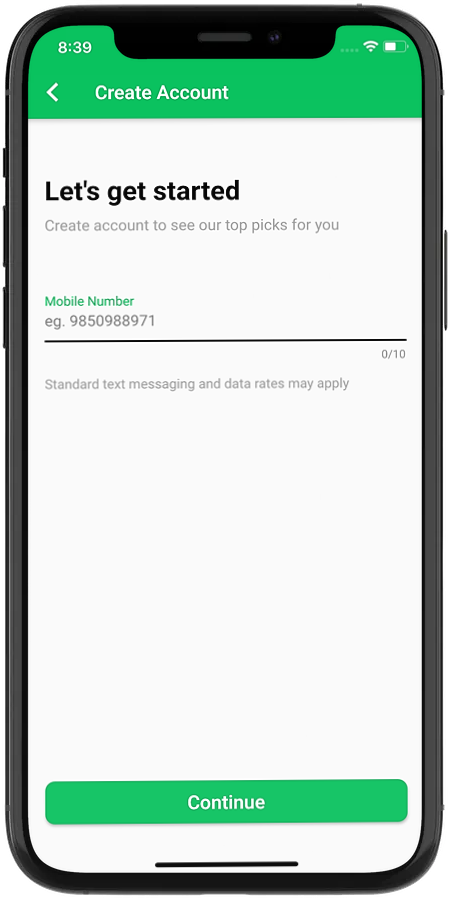 8:39
Create Account
Let's get started
Create account to see our top picks for you
Mobile Number
eg. 9850988971
0/10
Standard text messaging and data rates may apply
Continue